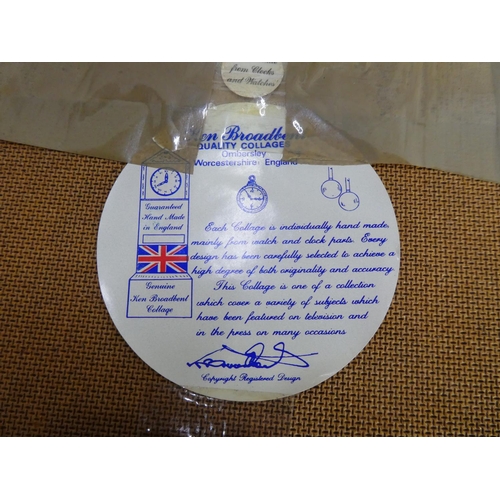 from Clocks
and Watches
Ken Broadbent
QUALITY COLLAGES
Ombersley
Worcestershire England
Guaranteed
Hand Made
in England
Genuine
Ken Broadbent
Collage
Each Collage is individually hand made,
mainly from watch and clock parts. Every
design has been carefully selected to achieve a
high degree of both originality and accuracy.
This Collage is one of a collection
which cover a variety of subjects which
have been featured on television and
in the press on many occasions
Copyright Registered Design